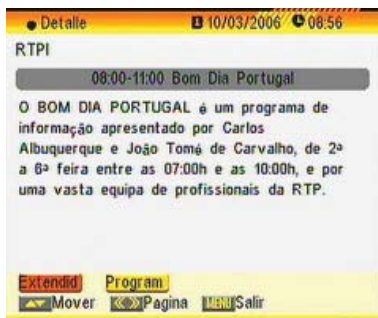 Detalle 10/03/2006 08:56
RTPI
08:00-11:00 Bom Dia Portugal
O BOM DIA PORTUGAL é um programa de
informação apresentado por Carlos
Albuquerque e João Tomé de Carvalho, de 2ª
a 6ª feira entre as 07:00h e as 10:00h, e por
uma vasta equipa de profissionais da RTP.
Extendid Program
Mover Pagina MENU Salir